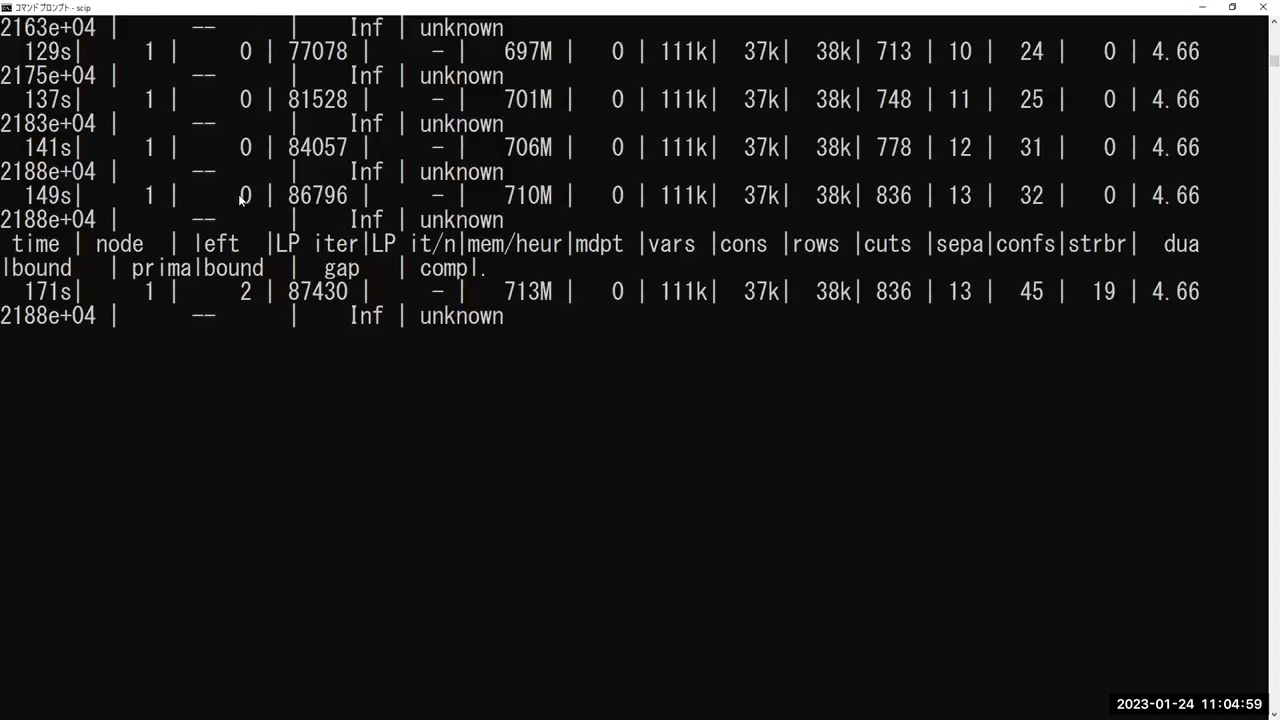 コマンド プロンプト - scip
2163e+04 |      --      |    Inf | unknown
129s|     1 |     0 | 77078 |     - |   697M |   0 | 111k|  37k|  38k| 713 | 10 |  24 |   0 | 4.66
2175e+04 |      --      |    Inf | unknown
137s|     1 |     0 | 81528 |     - |   701M |   0 | 111k|  37k|  38k| 748 | 11 |  25 |   0 | 4.66
2183e+04 |      --      |    Inf | unknown
141s|     1 |     0 | 84057 |     - |   706M |   0 | 111k|  37k|  38k| 778 | 12 |  31 |   0 | 4.66
2188e+04 |      --      |    Inf | unknown
149s|     1 |     0 | 86796 |     - |   710M |   0 | 111k|  37k|  38k| 836 | 13 |  32 |   0 | 4.66
2188e+04 |      --      |    Inf | unknown
time | node  | left  |LP iter|LP it/n|mem/heur|mdpt |vars |cons |rows |cuts |sepa|confs|strbr|  dua
lbound   | primalbound  |  gap   | compl.
171s|     1 |     2 | 87430 |     - |   713M |   0 | 111k|  37k|  38k| 836 | 13 |  45 |  19 | 4.66
2188e+04 |      --      |    Inf | unknown
2023-01-24 11:04:59